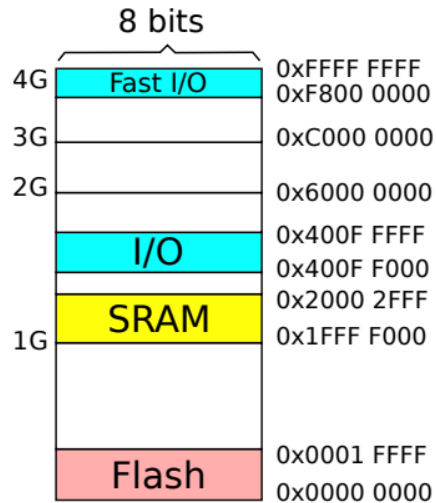 8 bits
4G Fast I/O 0xFFFF FFFF
0xF800 0000
3G 0xC000 0000
2G 0x6000 0000
0x400F FFFF
I/O
0x400F F000
0x2000 2FFF
SRAM
1G 0x1FFF F000
0x0001 FFFF
Flash
0x0000 0000